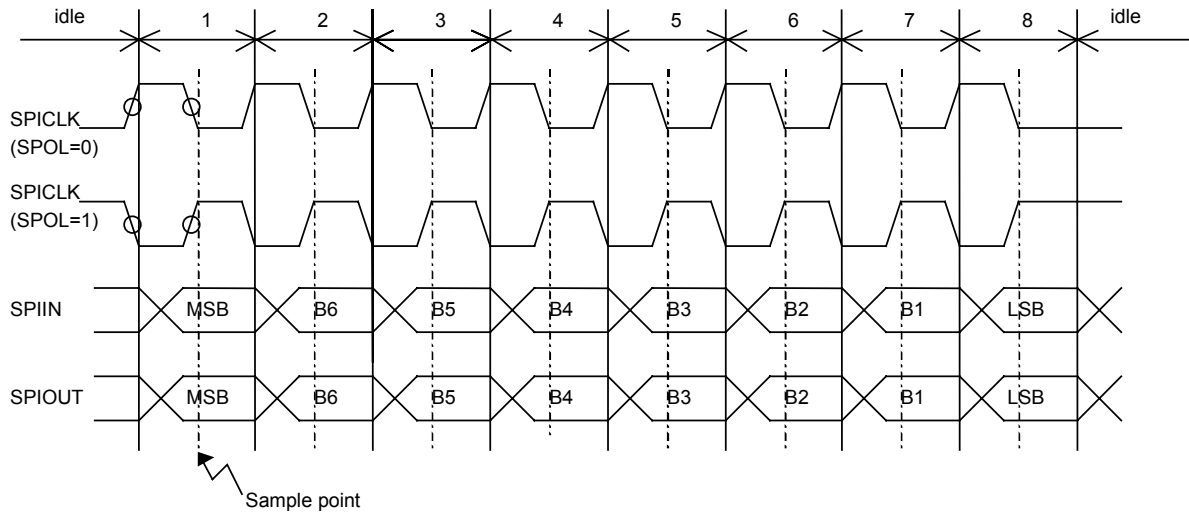 idle 1 2 3 4 5 6 7 8 idle
SPICLK
(SPOL=0)
SPICLK
(SPOL=1)
SPIIN MSB B6 B5 B4 B3 B2 B1 LSB
SPIOUT MSB B6 B5 B4 B3 B2 B1 LSB
Sample point